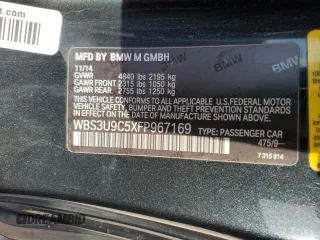 MFD BY BMW M GMBH
11/14
GVWR 4840 lbs 2195 kg
GAWR FRONT 2315 lbs 1050 kg
GAWR REAR 2755 lbs 1250 kg
THIS VEHICLE CONFORMS TO ALL APPLICABLE
U.S. FEDERAL MOTOR VEHICLE SAFETY,
BUMPER, AND THEFT PREVENTION STANDARDS
IN EFFECT ON THE DATE OF
MANUFACTURE SHOWN ABOVE
WBS3U9C5XFP967169 TYPE: PASSENGER CAR
475/9
7 315 814
BMW
DREAMBID